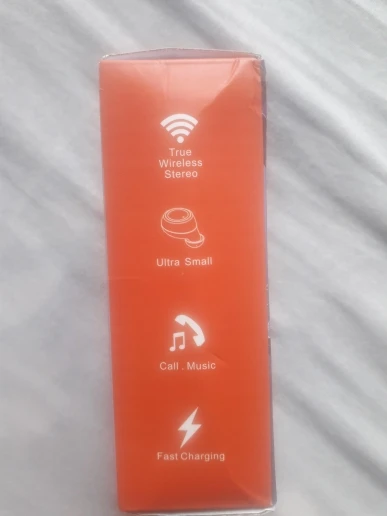 True
Wireless
Stereo
Ultra Small
Call . Music
Fast Charging